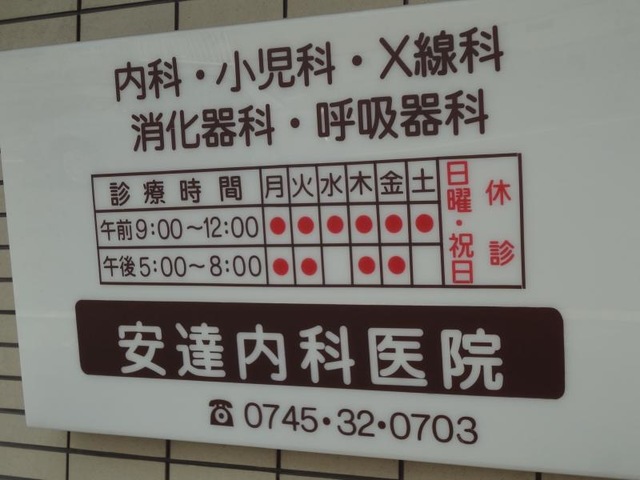 内科・小児科・X線科
消化器科・呼吸器科
診療時間 月 火 水 木 金 土 日曜・祝日 休診
午前9:00～12:00 ● ● ● ● ● ●
午後5:00～8:00 ● ● ● ●
安達内科医院
☎ 0745・32・0703